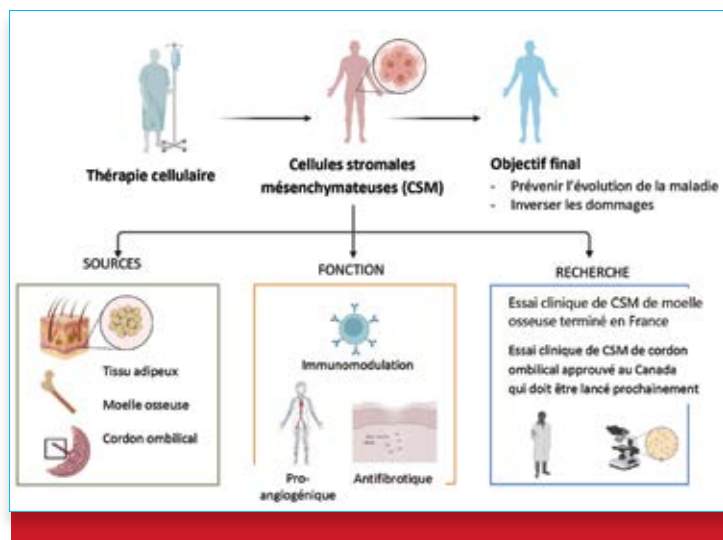 Thérapie cellulaire
Cellules stromales
mésenchymateuses (CSM)
Objectif final
- Prévenir l'évolution de la maladie
- Inverser les dommages
SOURCES
Tissu adipeux
Moelle osseuse
Cordon ombilical
FONCTION
Immunomodulation
Pro-
angiogénique
Antifibrotique
RECHERCHE
Essai clinique de CSM de moelle
osseuse terminé en France
Essai clinique de CSM de cordon
ombilical approuvé au Canada
qui doit être lancé prochainement